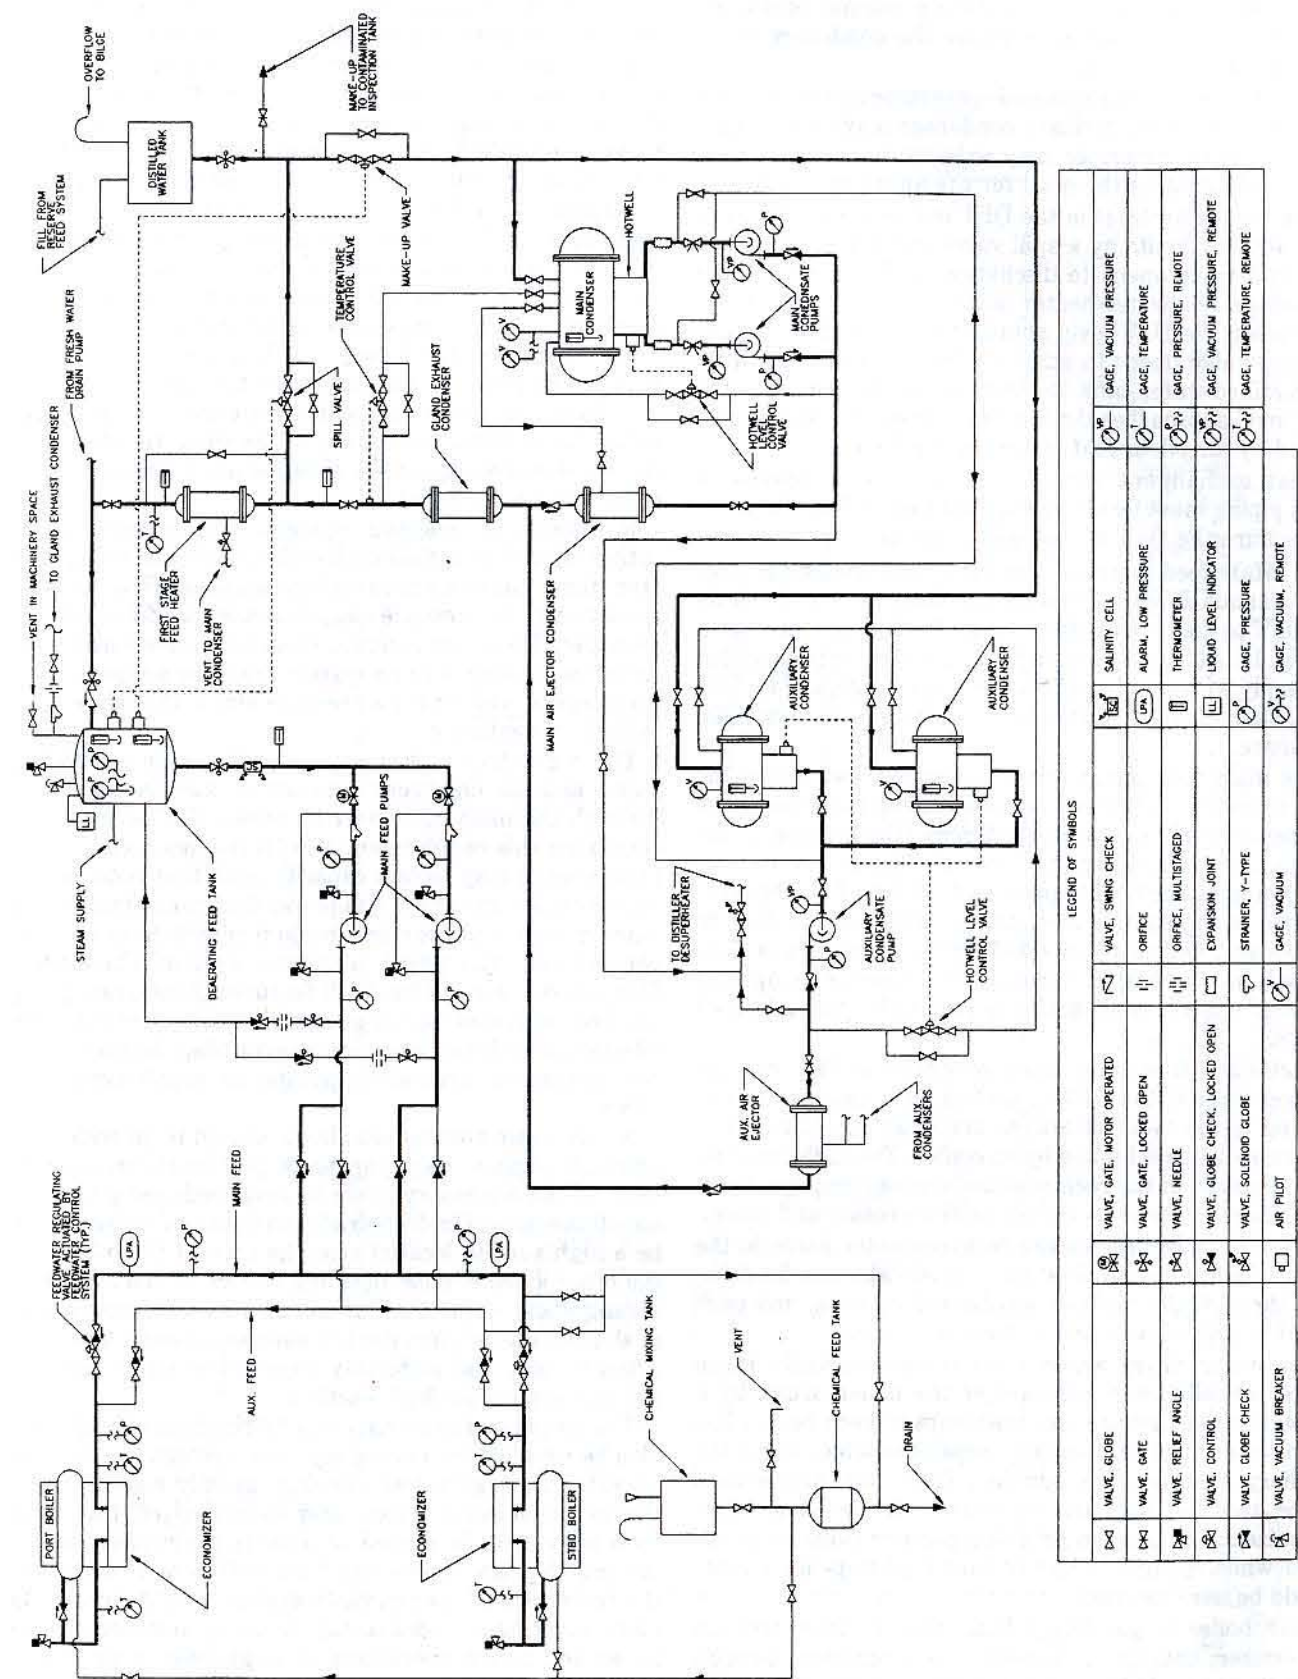 OVERFLOW
TO BILGE
FILL FROM
RESERVE
FEED SYSTEM
DISTILLED
WATER TANK
MAKE-UP
TO CONTAMINATED
INSPECTION TANK
MAKE-UP VALVE
TEMPERATURE
CONTROL VALVE
SPILL VALVE
FROM FRESH WATER
DRAIN PUMP
TO GLAND EXHAUST CONDENSER
VENT IN MACHINERY SPACE
FIRST STAGE
FEED HEATER
VENT TO MAIN
CONDENSER
GLAND EXHAUST
CONDENSER
MAIN AIR EJECTOR CONDENSER
MAIN
CONDENSER
HOTWELL
MAIN CONEDNSATE
PUMPS
HOTWELL
LEVEL
CONTROL
VALVE
STEAM SUPPLY
DEAERATING FEED TANK
MAIN FEED PUMPS
AUXILIARY
CONDENSER
AUXILIARY
CONDENSER
TO DISTILLER
DESUPERHEATER
AUXILIARY
CONDENSATE
PUMP
HOTWELL LEVEL
CONTROL VALVE
AUX. AIR
EJECTOR
FROM AUX.
CONDENSERS
FEEDWATER REGULATING
VALVE ACTUATED BY
FEEDWATER CONTROL
SYSTEM (TYP.)
MAIN FEED
AUX. FEED
LPA
LPA
PORT BOILER
ECONOMIZER
ECONOMIZER
STBD BOILER
CHEMICAL MIXING TANK
VENT
CHEMICAL FEED TANK
DRAIN
LEGEND OF SYMBOLS
VALVE, GLOBE
VALVE, GATE
VALVE, RELIEF ANGLE
VALVE, CONTROL
VALVE, GLOBE CHECK
VALVE, VACUUM BREAKER
VALVE, GATE, MOTOR OPERATED
VALVE, GATE, LOCKED OPEN
VALVE, NEEDLE
VALVE, GLOBE CHECK, LOCKED OPEN
VALVE, SOLENOID GLOBE
AIR PILOT
VALVE, SWING CHECK
ORIFICE
ORIFICE, MULTISTAGED
EXPANSION JOINT
STRAINER, Y-TYPE
GAGE, VACUUM
SALINITY CELL
LPA ALARM, LOW PRESSURE
THERMOMETER
LL LIQUID LEVEL INDICATOR
P GAGE, PRESSURE
V GAGE, VACUUM, REMOTE
VP GAGE, VACUUM PRESSURE
T GAGE, TEMPERATURE
P GAGE, PRESSURE, REMOTE
VP GAGE, VACUUM PRESSURE, REMOTE
T GAGE, TEMPERATURE, REMOTE